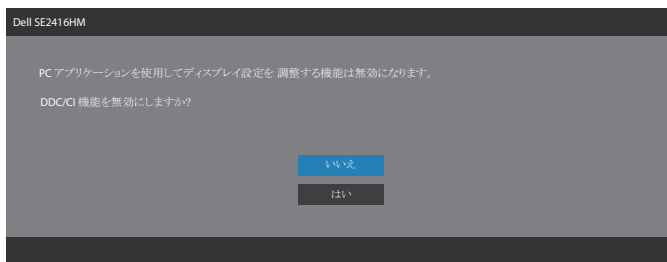 Dell SE2416HM
PCアプリケーションを使用してディスプレイ設定を 調整する機能は無効になります。
DDC/CI 機能を無効にしますか?
いいえ
はい